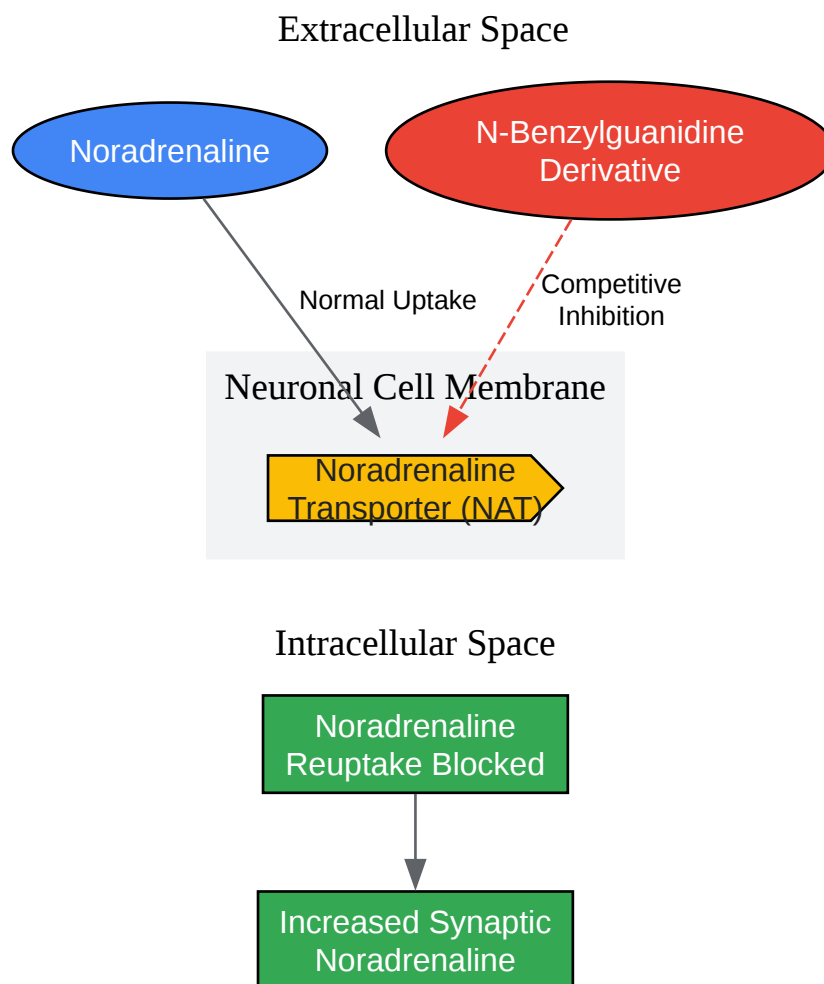 Extracellular Space
Noradrenaline
N-Benzylguanidine
Derivative
Normal Uptake
Competitive
Inhibition
Neuronal Cell Membrane
Noradrenaline
Transporter (NAT)
Intracellular Space
Noradrenaline
Reuptake Blocked
Increased Synaptic
Noradrenaline